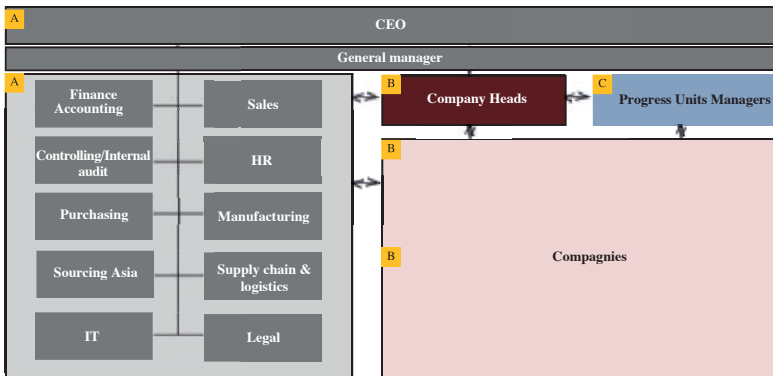 A
CEO
General manager
A
B
C
Finance
Accounting
Sales
Company Heads
Progress Units Managers
Controlling/Internal
audit
HR
B
Purchasing
Manufacturing
Sourcing Asia
Supply chain &
logistics
B
Compagnies
IT
Legal